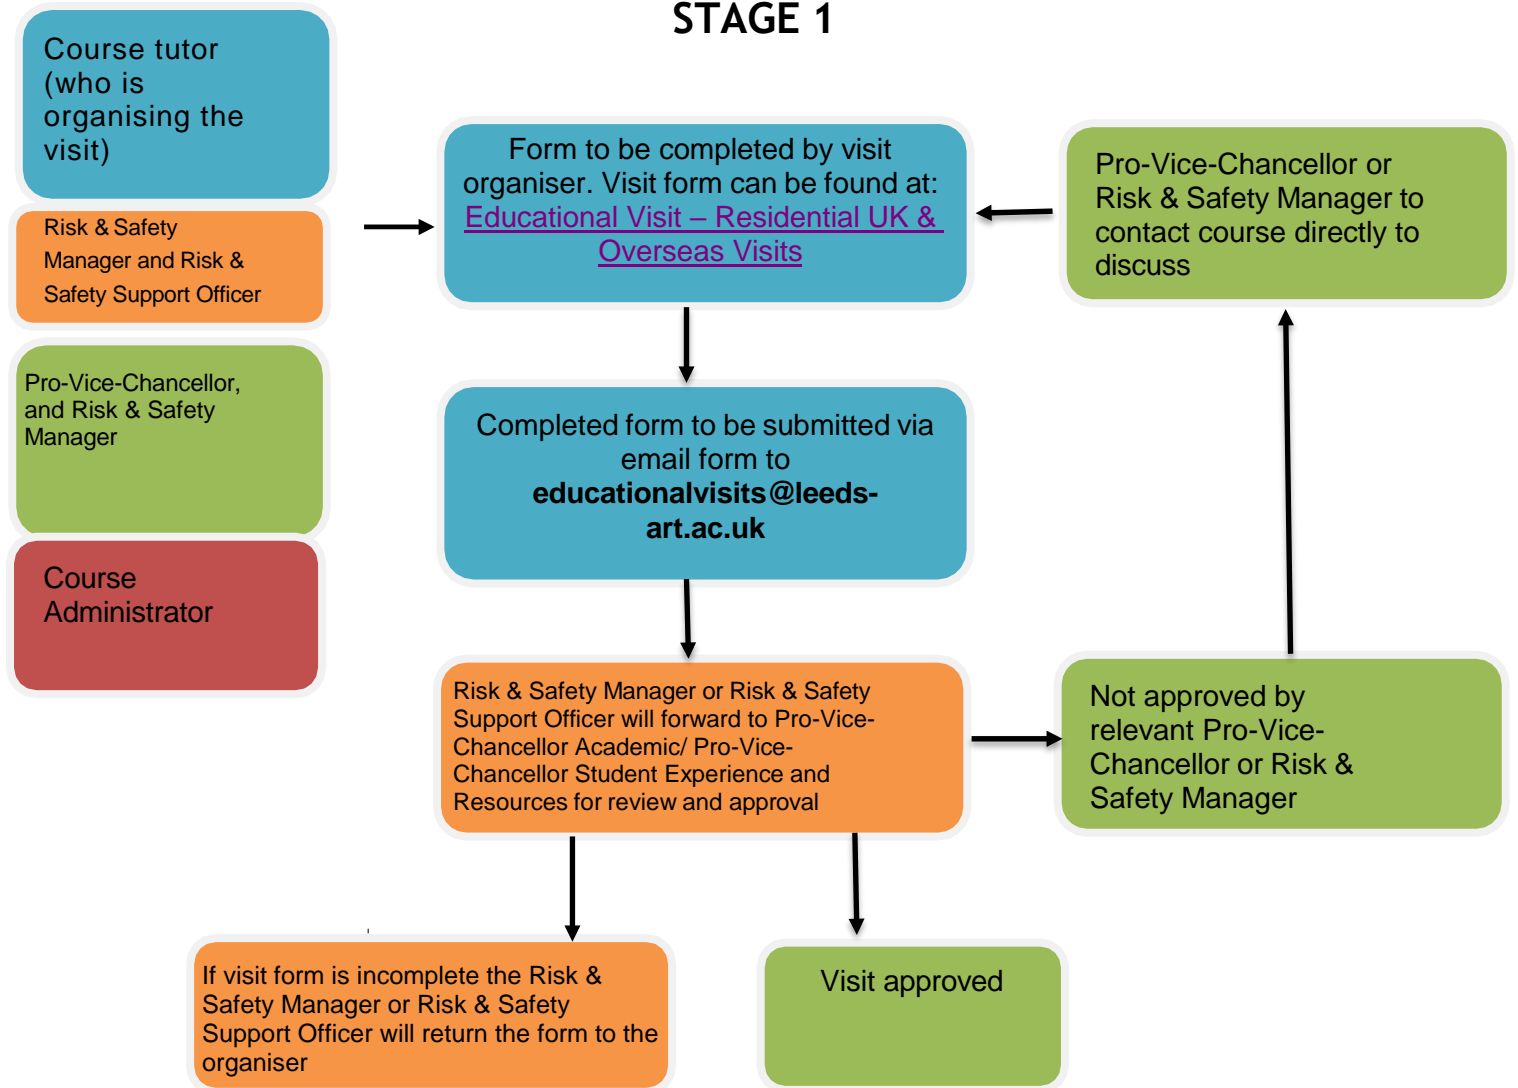 STAGE 1
Course tutor
(who is
organising the
visit)
Risk & Safety
Manager and Risk &
Safety Support Officer
Pro-Vice-Chancellor,
and Risk & Safety
Manager
Course
Administrator
Form to be completed by visit
organiser. Visit form can be found at:
Educational Visit – Residential UK &
Overseas Visits
Pro-Vice-Chancellor or
Risk & Safety Manager to
contact course directly to
discuss
Completed form to be submitted via
email form to
educationalvisits@leeds-
art.ac.uk
Risk & Safety Manager or Risk & Safety
Support Officer will forward to Pro-Vice-
Chancellor Academic/ Pro-Vice-
Chancellor Student Experience and
Resources for review and approval
Not approved by
relevant Pro-Vice-
Chancellor or Risk &
Safety Manager
If visit form is incomplete the Risk &
Safety Manager or Risk & Safety
Support Officer will return the form to the
organiser
Visit approved